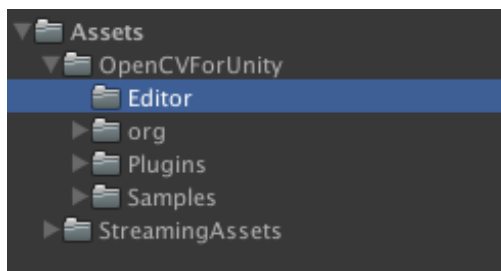 Assets
OpenCVForUnity
Editor
org
Plugins
Samples
StreamingAssets